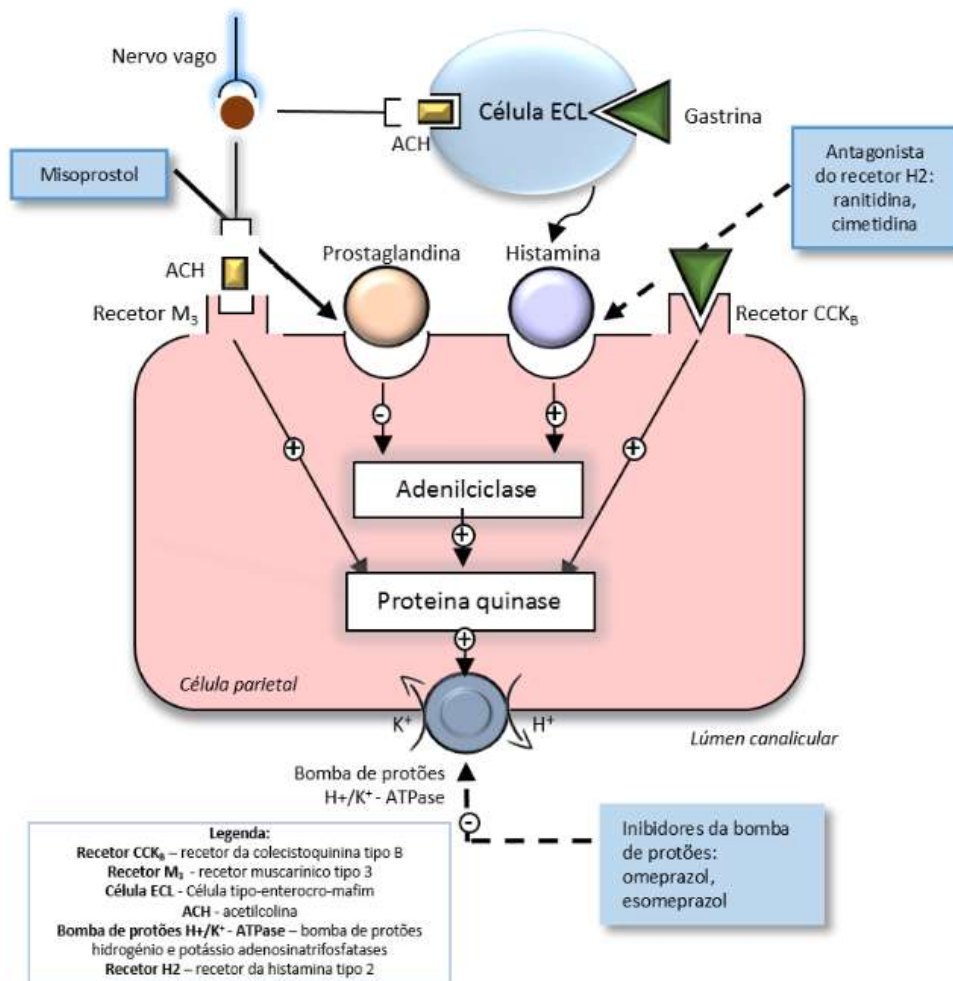 Nervo vago
Célula ECL
Gastrina
ACH
Misoprostol
Antagonista
do recetor H2:
ranitidina,
cimetidina
Prostaglandina
Histamina
ACH
Recetor M₃
Recetor CCKB
-
+
+
+
Adenilciclase
+
Proteina quinase
+
Célula parietal
K⁺
H⁺
Lúmen canalicular
Bomba de protões
H+/K⁺ - ATPase
-
Inibidores da bomba
de protões:
omeprazol,
esomeprazol
Legenda:
Recetor CCKB – recetor da colecistoquinina tipo B
Recetor M₃ - recetor muscarínico tipo 3
Célula ECL - Célula tipo-enterocro-mafim
ACH - acetilcolina
Bomba de protões H+/K⁺ - ATPase – bomba de protões
hidrogénio e potássio adenosinatrifosfatases
Recetor H2 – recetor da histamina tipo 2